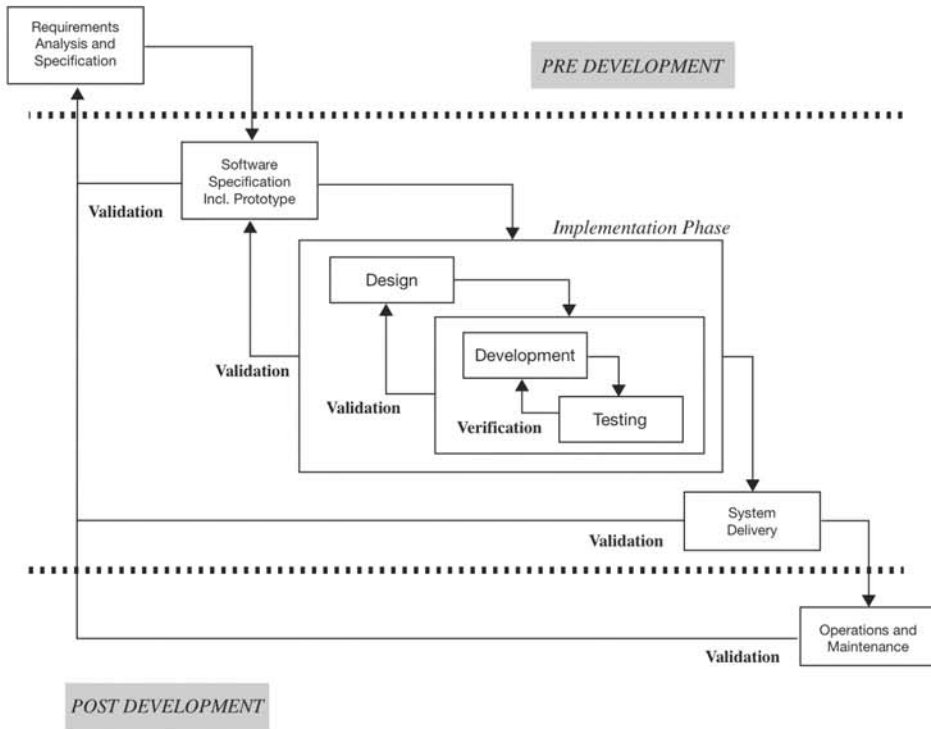 Requirements
Analysis and
Specification
PRE DEVELOPMENT
Software
Specification
Incl. Prototype
Validation
Implementation Phase
Design
Development
Validation
Validation
Testing
Verification
System
Delivery
Validation
Operations and
Maintenance
Validation
POST DEVELOPMENT